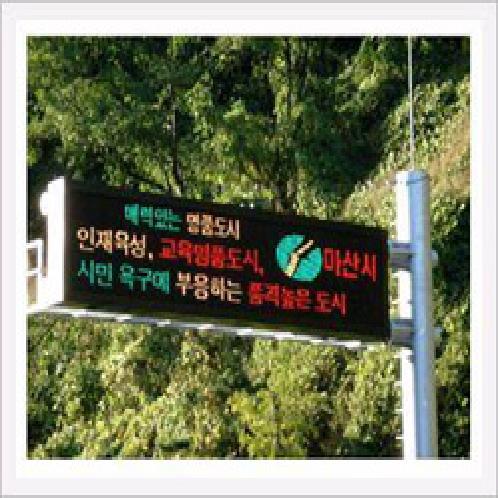 매력있는 명품도시
인재육성, 교육명품도시, 마산시
시민 욕구에 부응하는 품격높은 도시